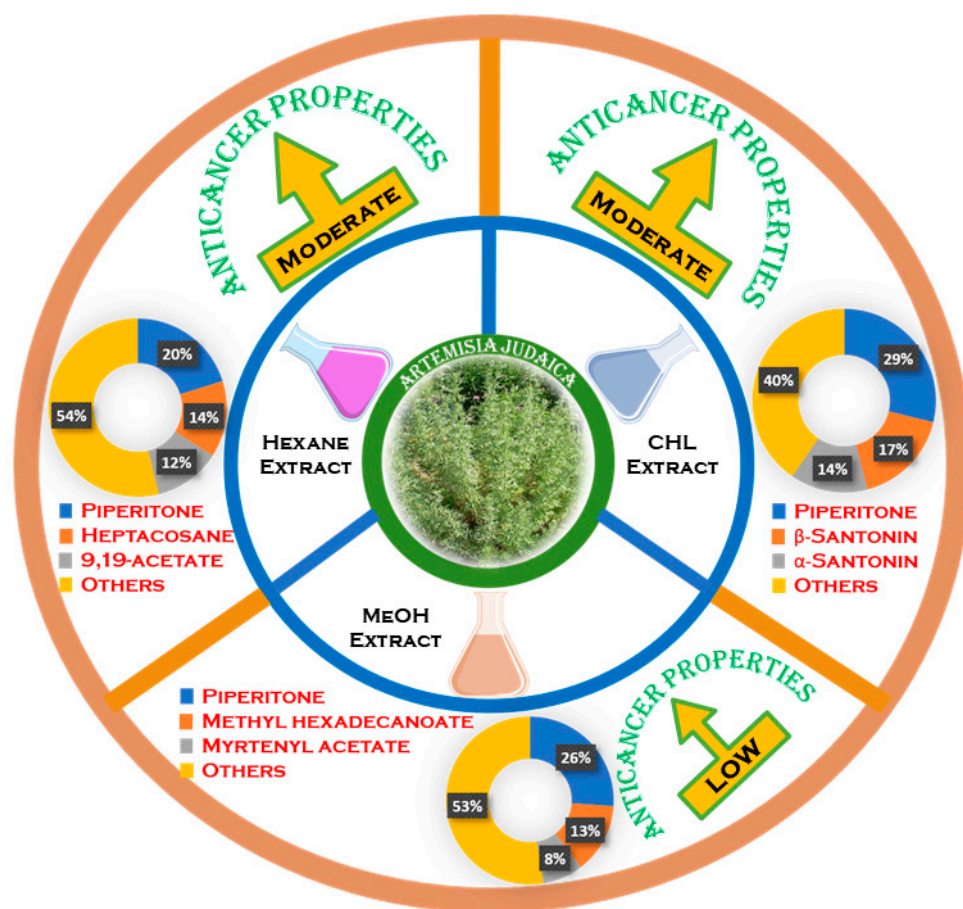 ANTICANCER PROPERTIES
MODERATE
ANTICANCER PROPERTIES
MODERATE
ARTEMISIA JUDAICA
HEXANE
EXTRACT
CHL
EXTRACT
MEOH
EXTRACT
20%
14%
12%
54%
PIPERITONE
HEPTACOSANE
9,19-ACETATE
OTHERS
29%
17%
14%
40%
PIPERITONE
β-SANTONIN
α-SANTONIN
OTHERS
PIPERITONE
METHYL HEXADECANOATE
MYRTENYL ACETATE
OTHERS
26%
13%
8%
53%
ANTICANCER PROPERTIES
LOW